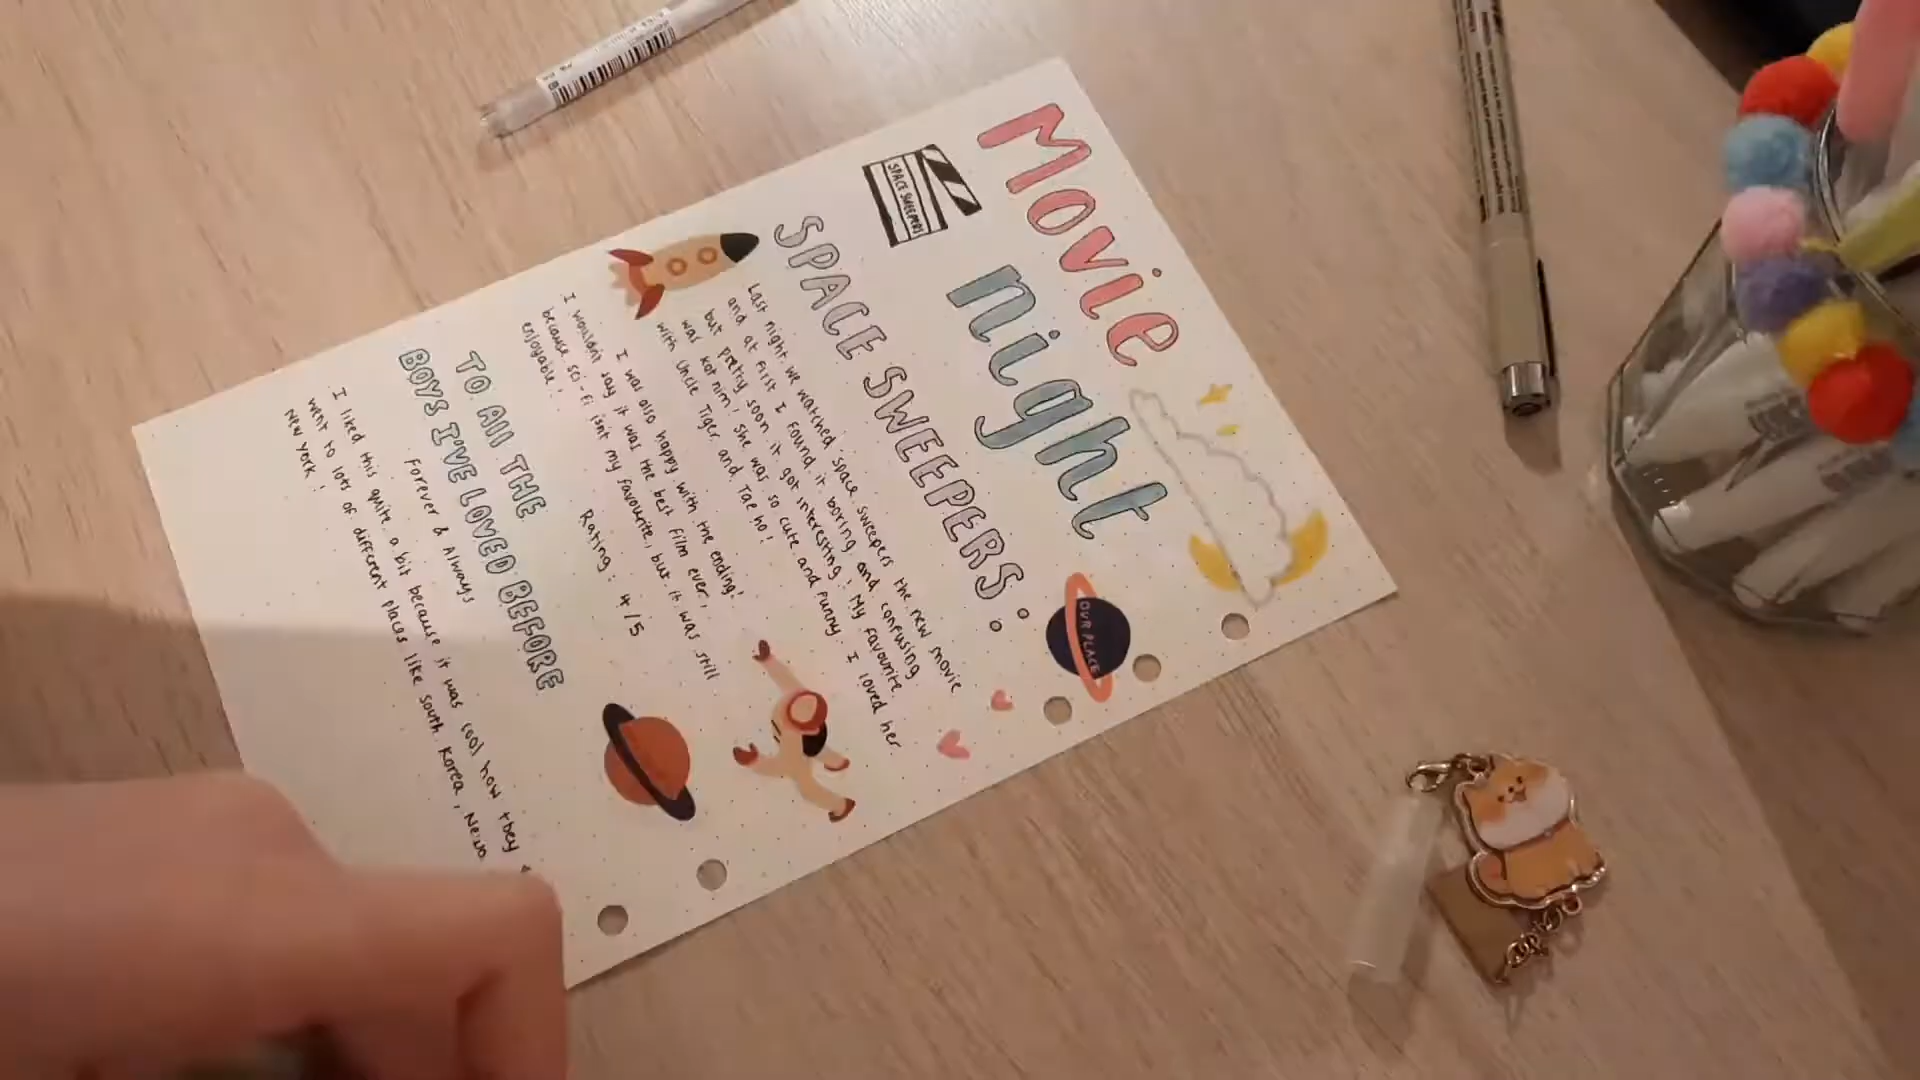 Movie
night
SPACE SWEEPERS
SPACE SWEEPERS :
OUR PLACE
Last night, we watched space sweepers the new movie
and at first I found it boring and confusing
but pretty soon it got interesting! My favourite
was kot nim, she was so cute and funny. I loved her
with Uncle Tiger and Tae ho!
I was also happy with the ending!
I wouldn't say it was the best film ever,
because sci-fi isn't my favourite, but it was still
enjoyable!
Rating: 4/5
TO ALL THE
BOYS I'VE LOVED BEFORE
Forever & Always
I liked this quite a bit because it was cool how they
went to lots of different places like south Korea,
New York!